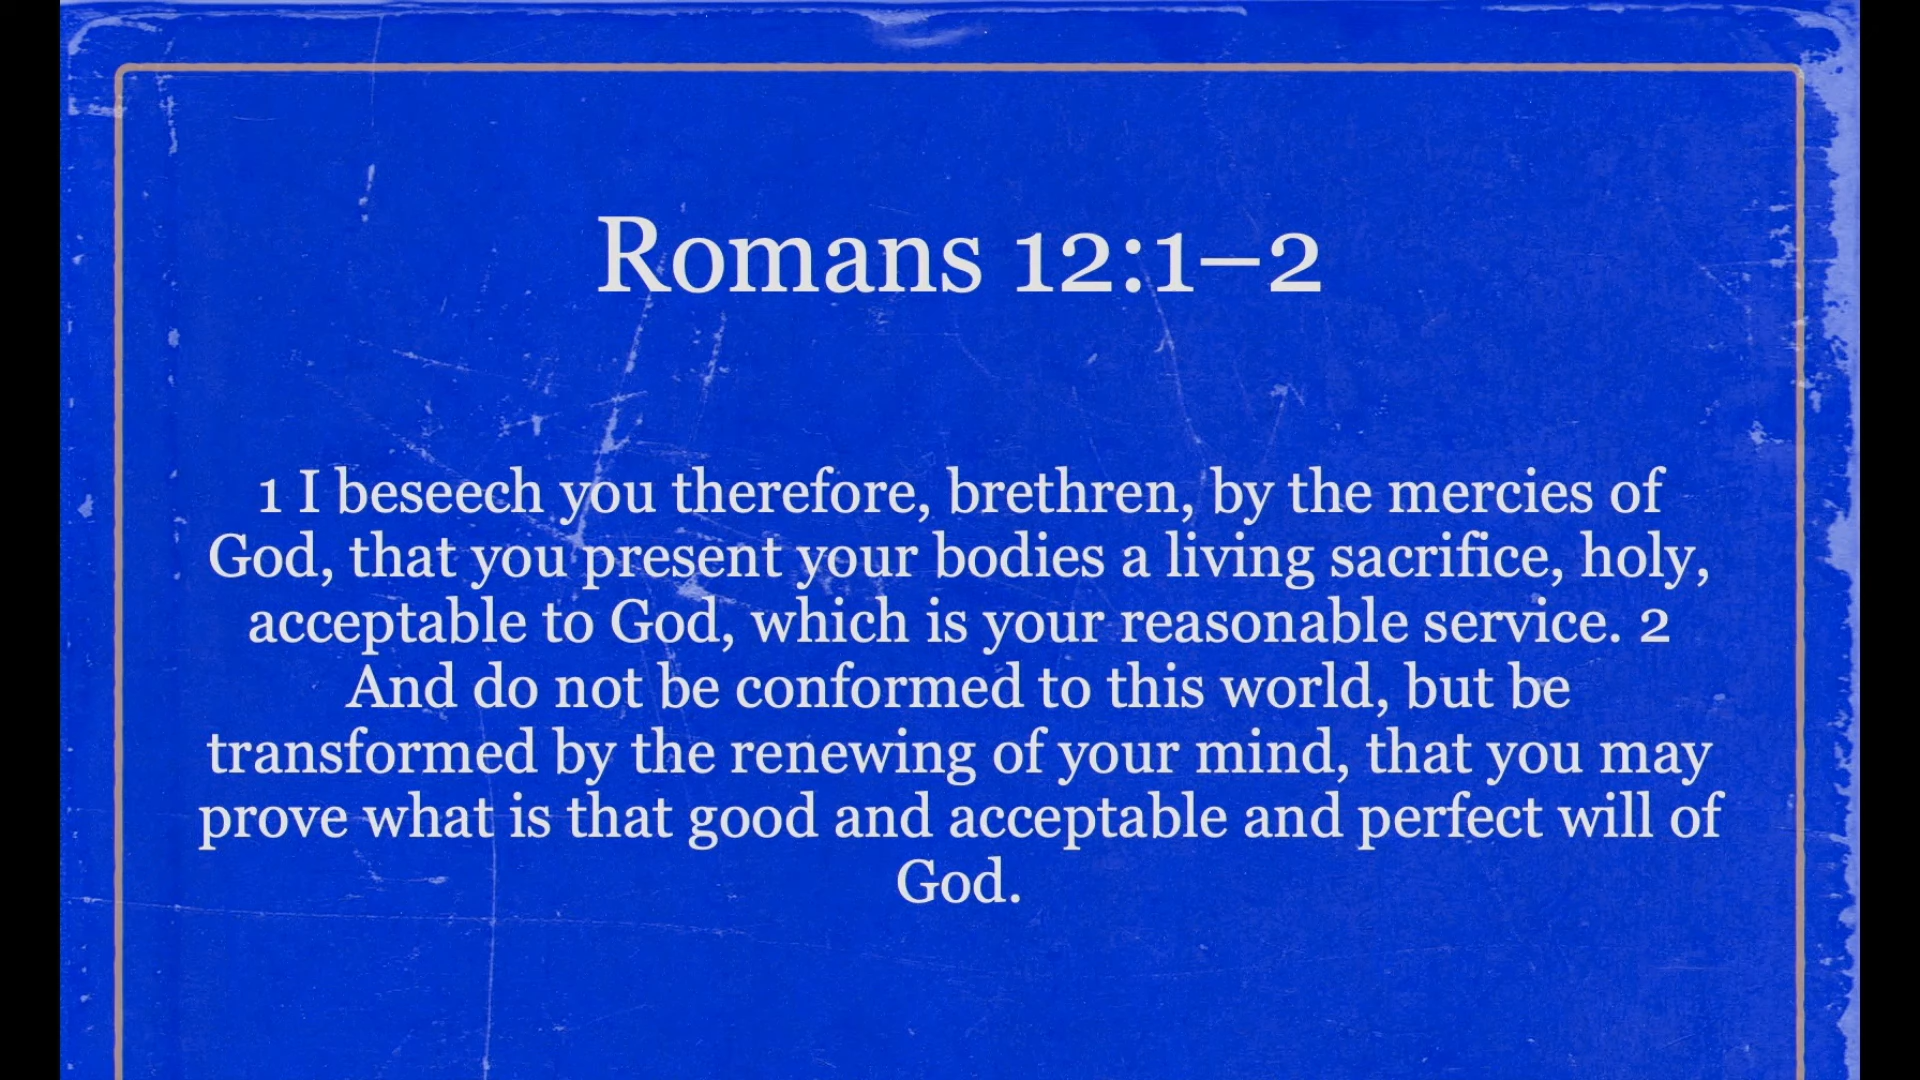 Romans 12:1–2
1 I beseech you therefore, brethren, by the mercies of
God, that you present your bodies a living sacrifice, holy,
acceptable to God, which is your reasonable service. 2
And do not be conformed to this world, but be
transformed by the renewing of your mind, that you may
prove what is that good and acceptable and perfect will of
God.